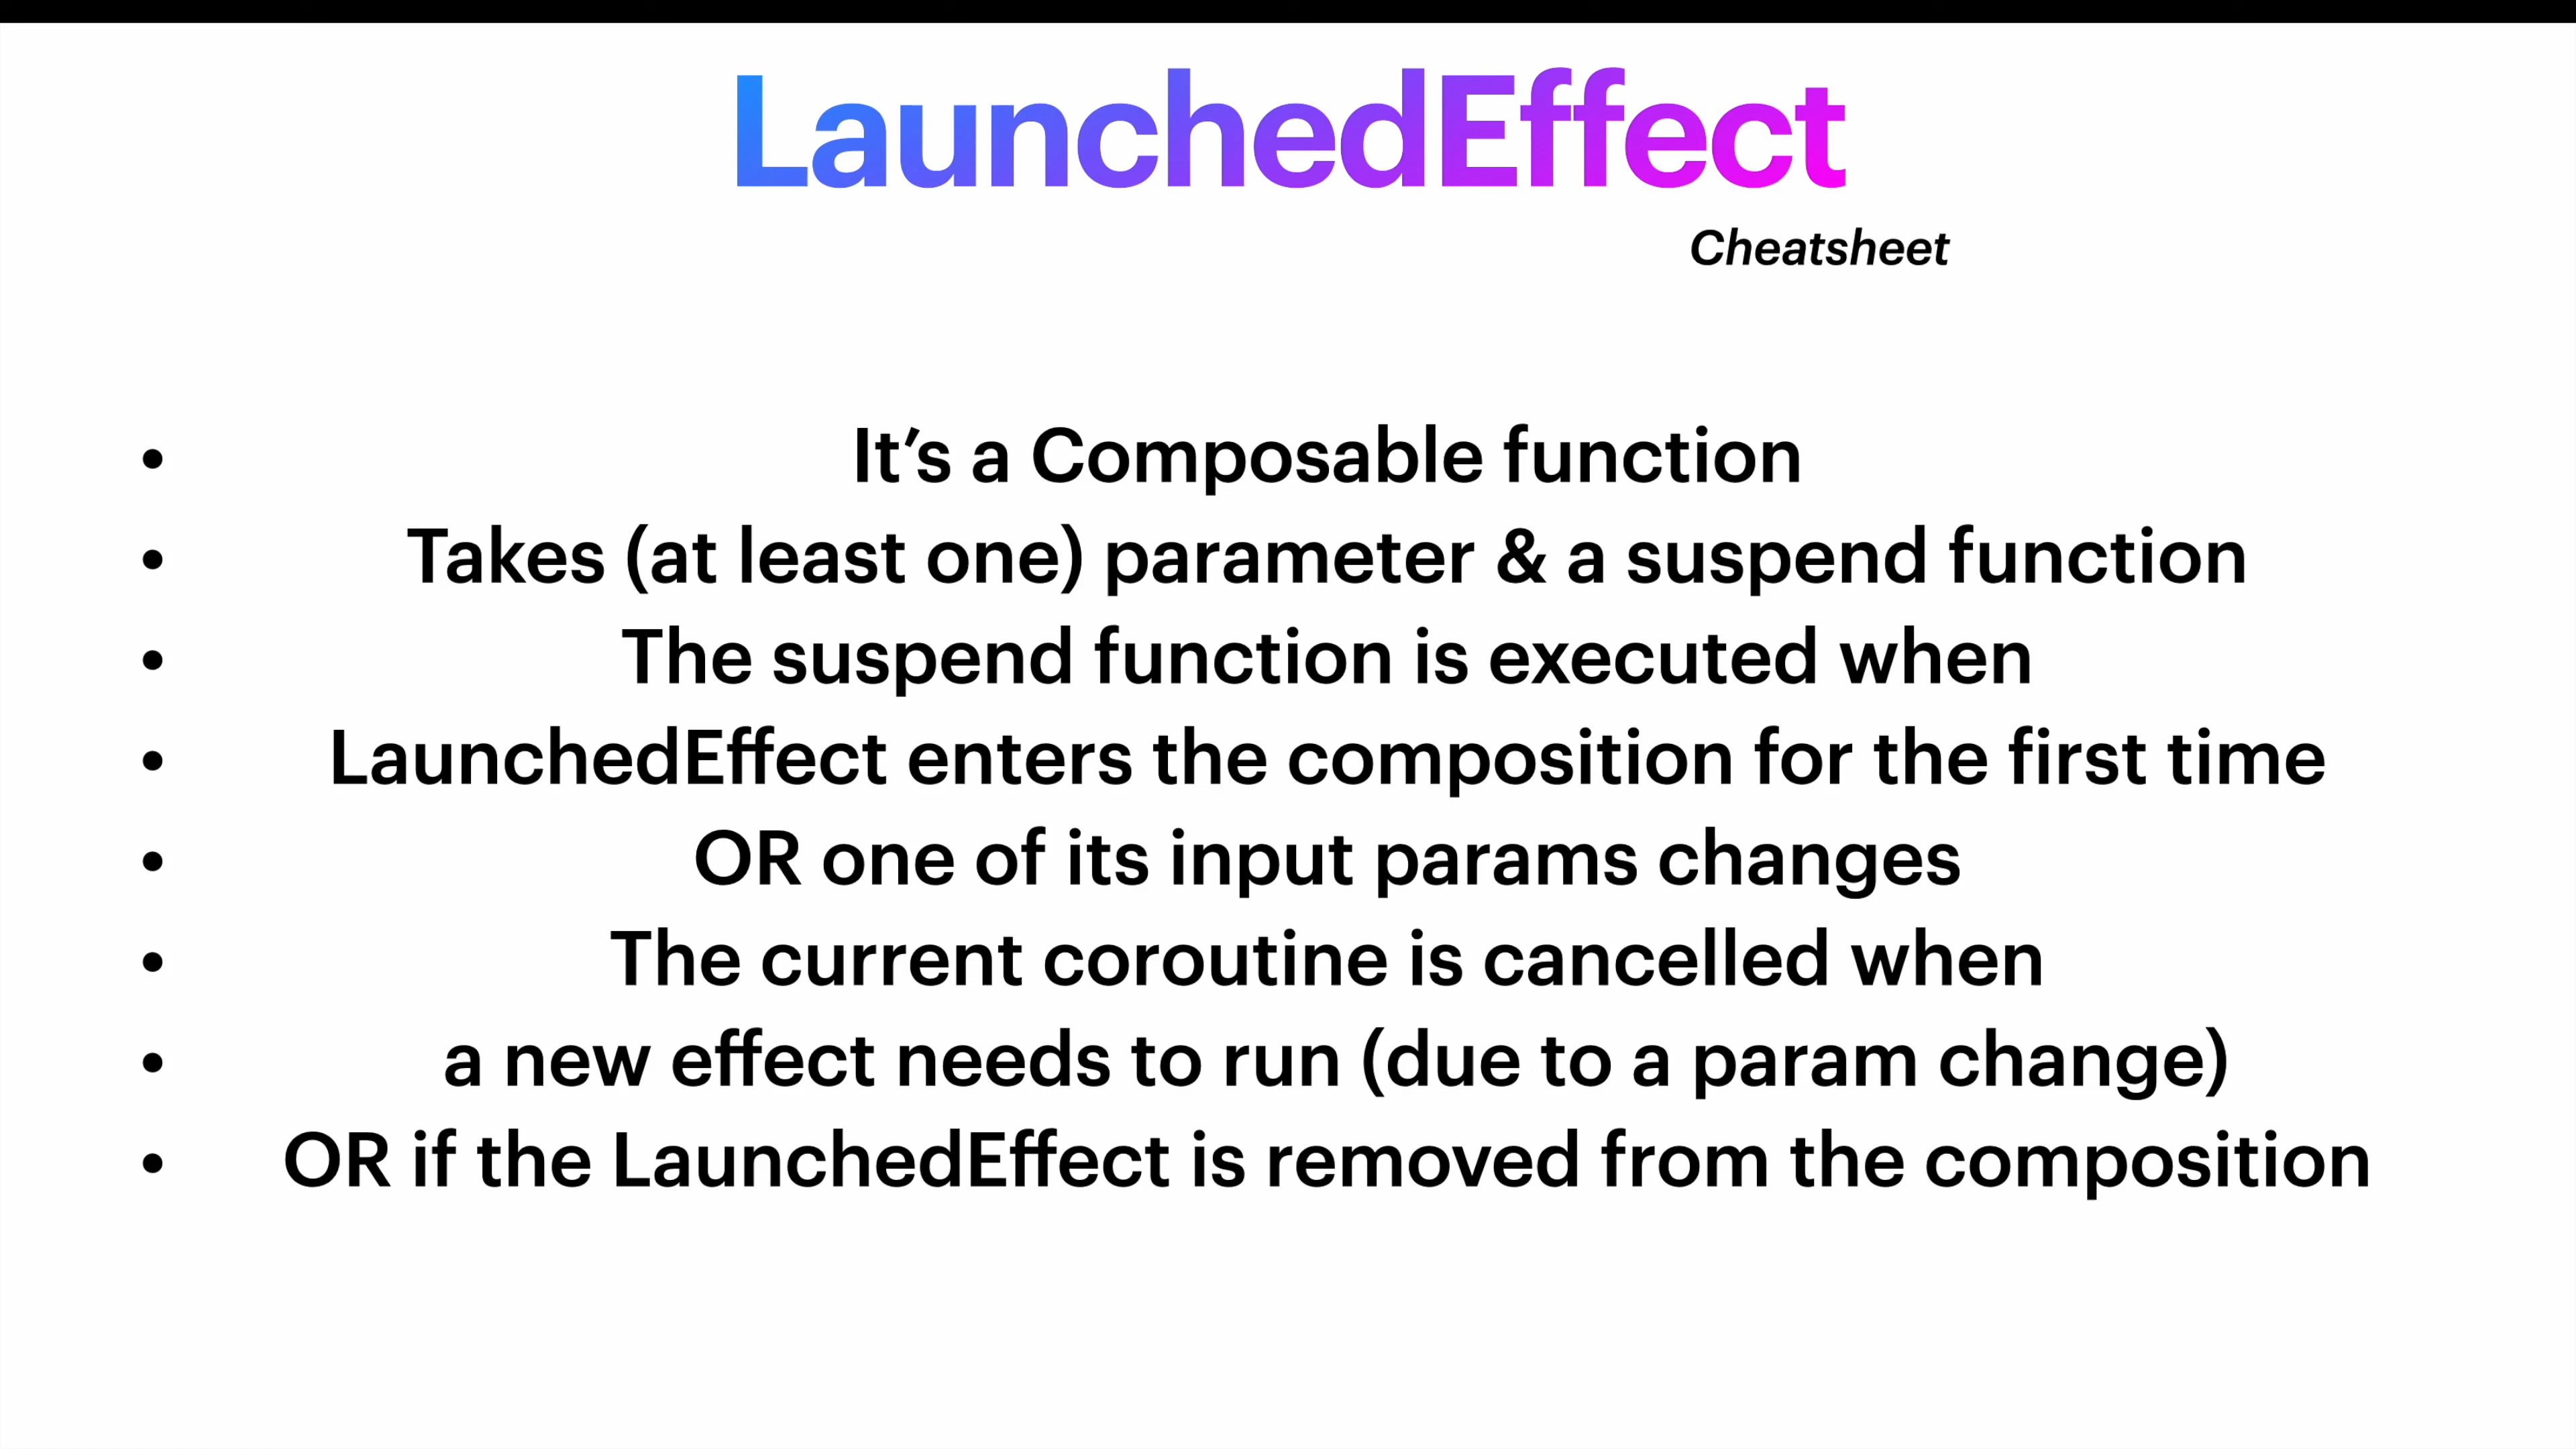 LaunchedEffect
Cheatsheet
• It’s a Composable function
• Takes (at least one) parameter & a suspend function
• The suspend function is executed when
• LaunchedEffect enters the composition for the first time
• OR one of its input params changes
• The current coroutine is cancelled when
• a new effect needs to run (due to a param change)
• OR if the LaunchedEffect is removed from the composition